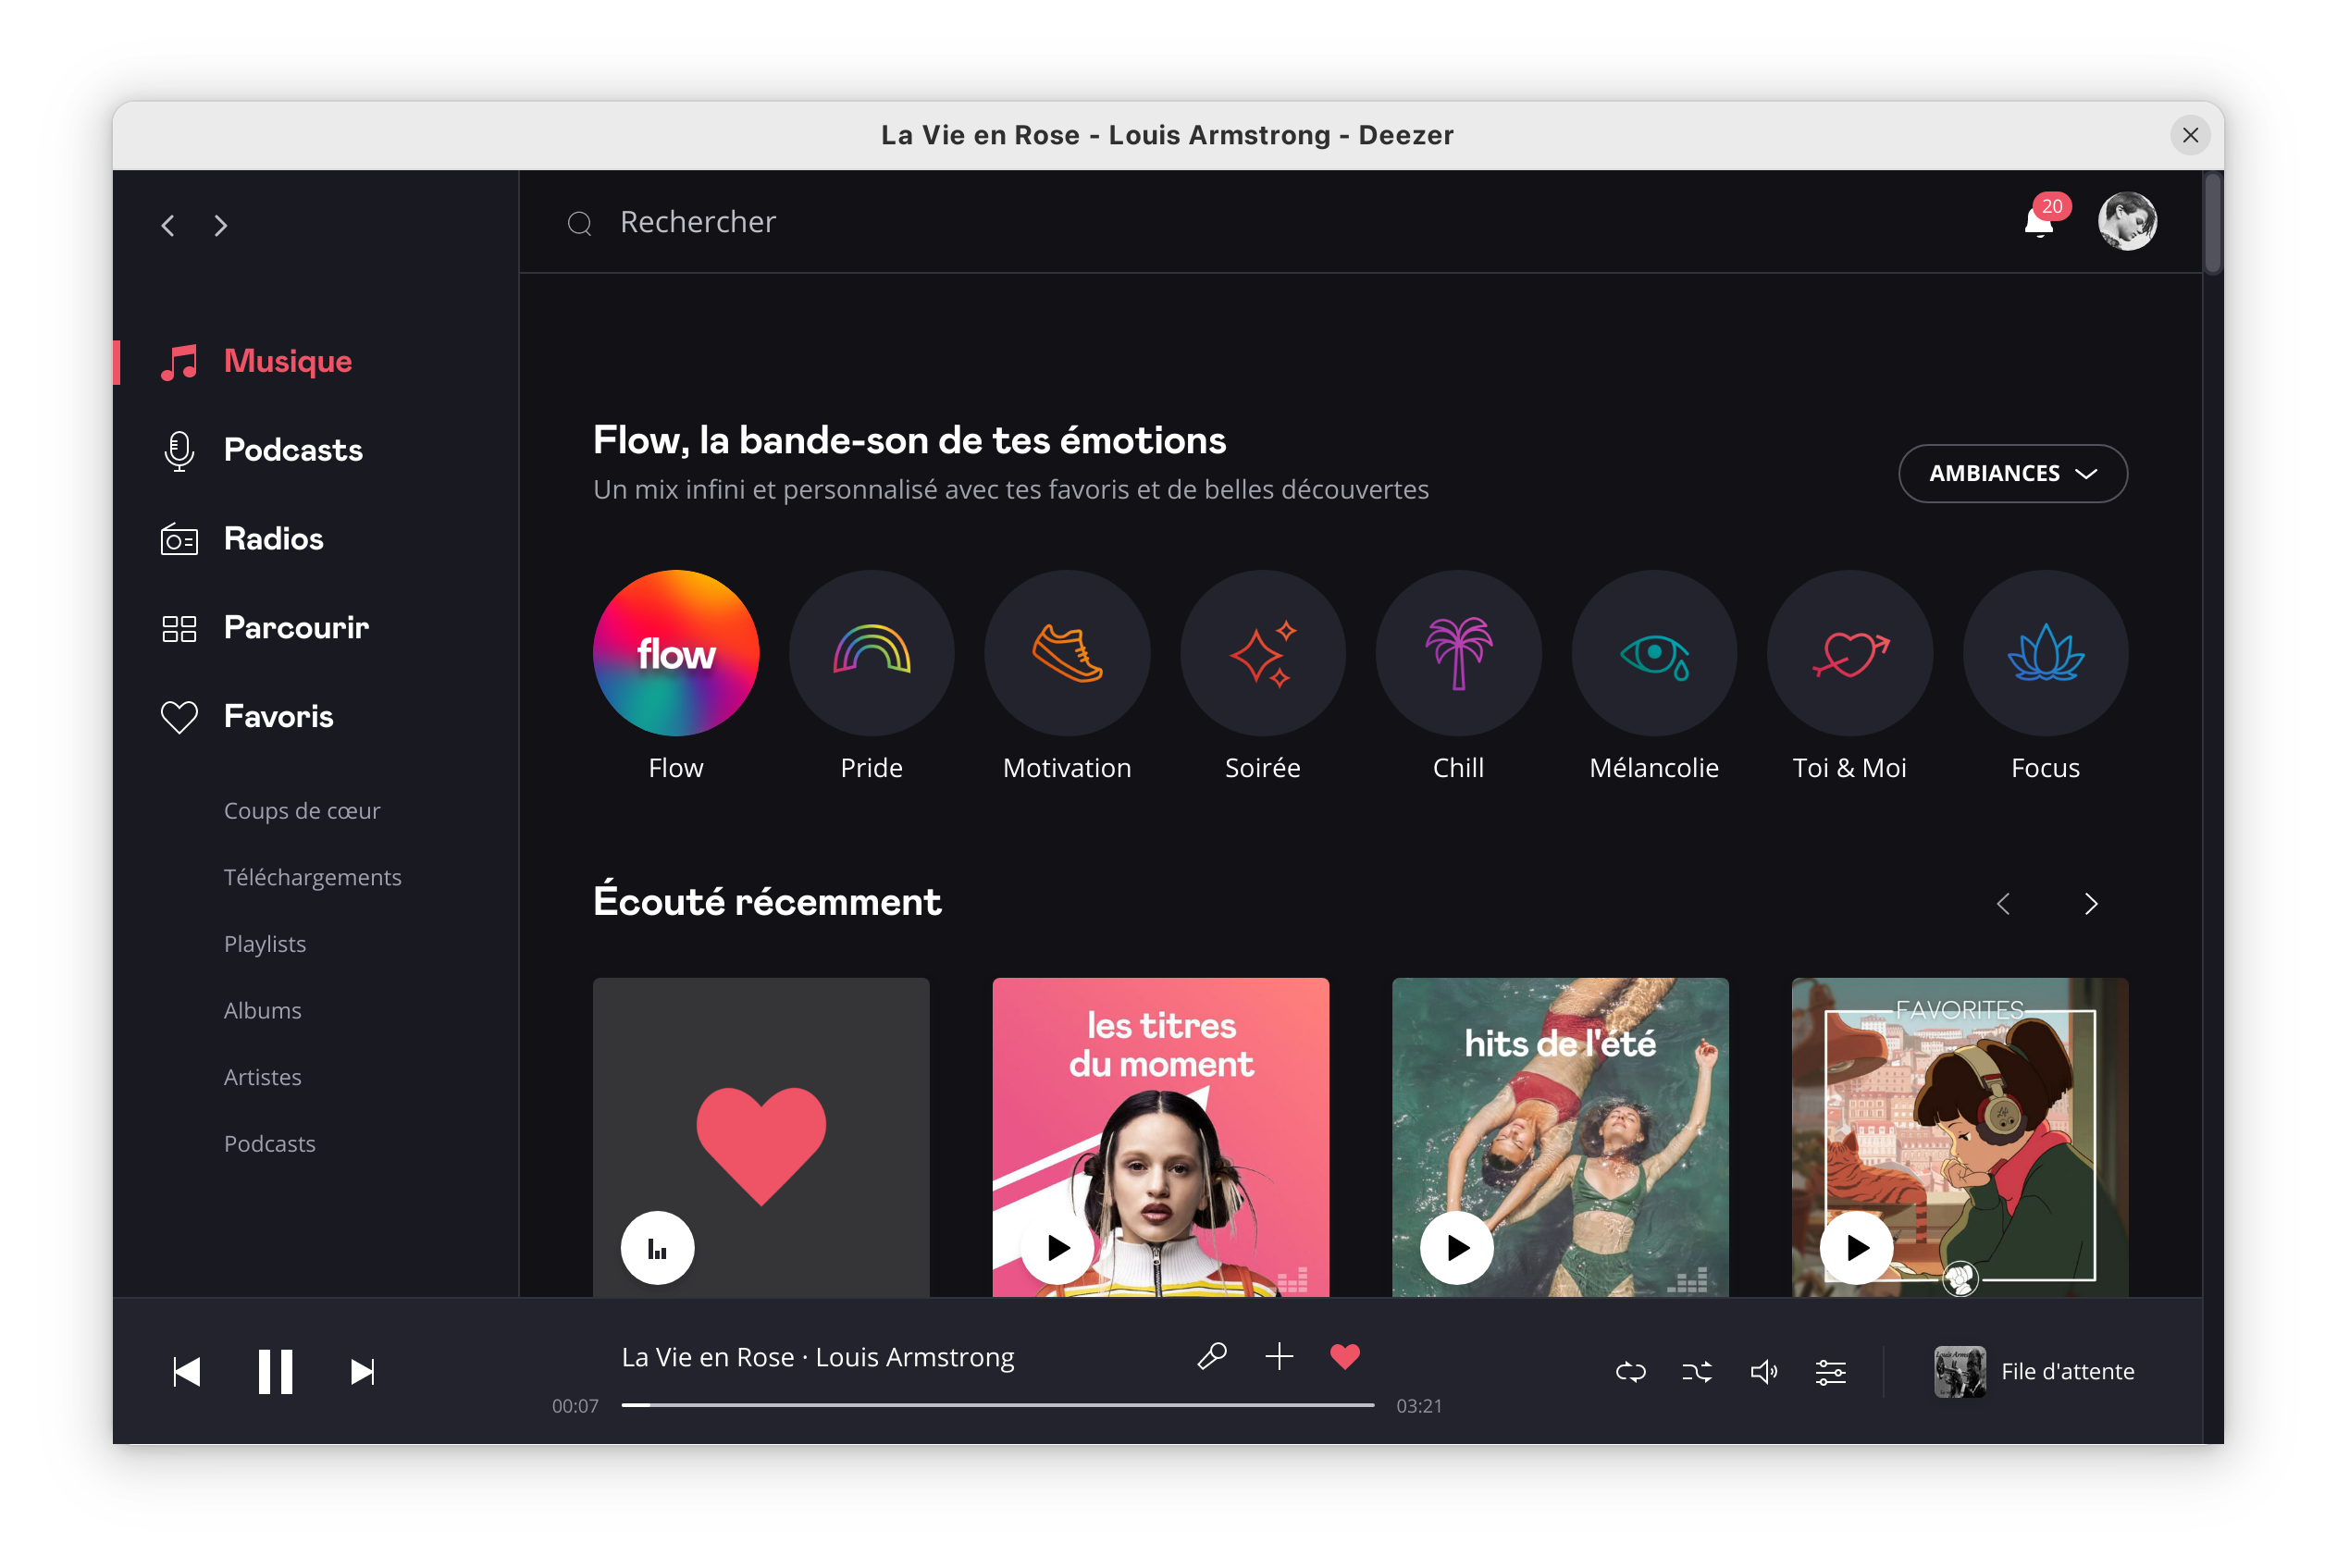 La Vie en Rose - Louis Armstrong - Deezer
Rechercher
20
Musique
Podcasts
Radios
Parcourir
Favoris
Coups de cœur
Téléchargements
Playlists
Albums
Artistes
Podcasts
Flow, la bande-son de tes émotions
Un mix infini et personnalisé avec tes favoris et de belles découvertes
AMBIANCES
flow
Flow
Pride
Motivation
Soirée
Chill
Mélancolie
Toi & Moi
Focus
Écouté récemment
les titres
du moment
hits de l'été
FAVORITES
La Vie en Rose · Louis Armstrong
00:07
03:21
File d'attente